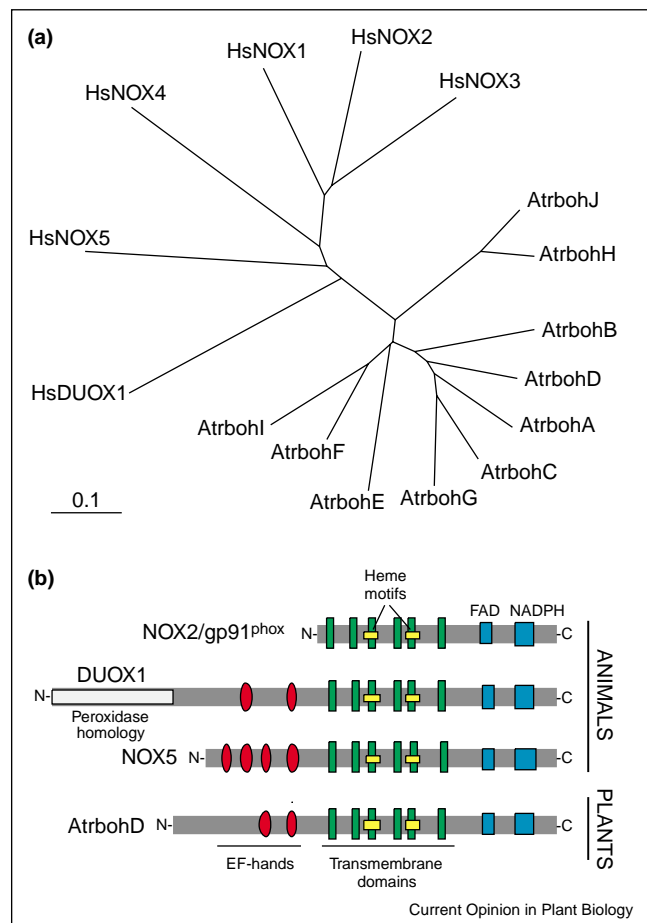 (a)
HsNOX2
HsNOX1
HsNOX3
HsNOX4
AtrbohJ
HsNOX5
AtrbohH
AtrbohB
AtrbohD
HsDUOX1
AtrbohA
AtrbohI
AtrbohF
AtrbohC
AtrbohE
AtrbohG
0.1
(b)
Heme
motifs
FAD NADPH
NOX2/gp91phox N- -C
DUOX1
N- -C
Peroxidase
homology
NOX5 N- -C
ANIMALS
AtrbohD N- -C
PLANTS
EF-hands Transmembrane
domains
Current Opinion in Plant Biology